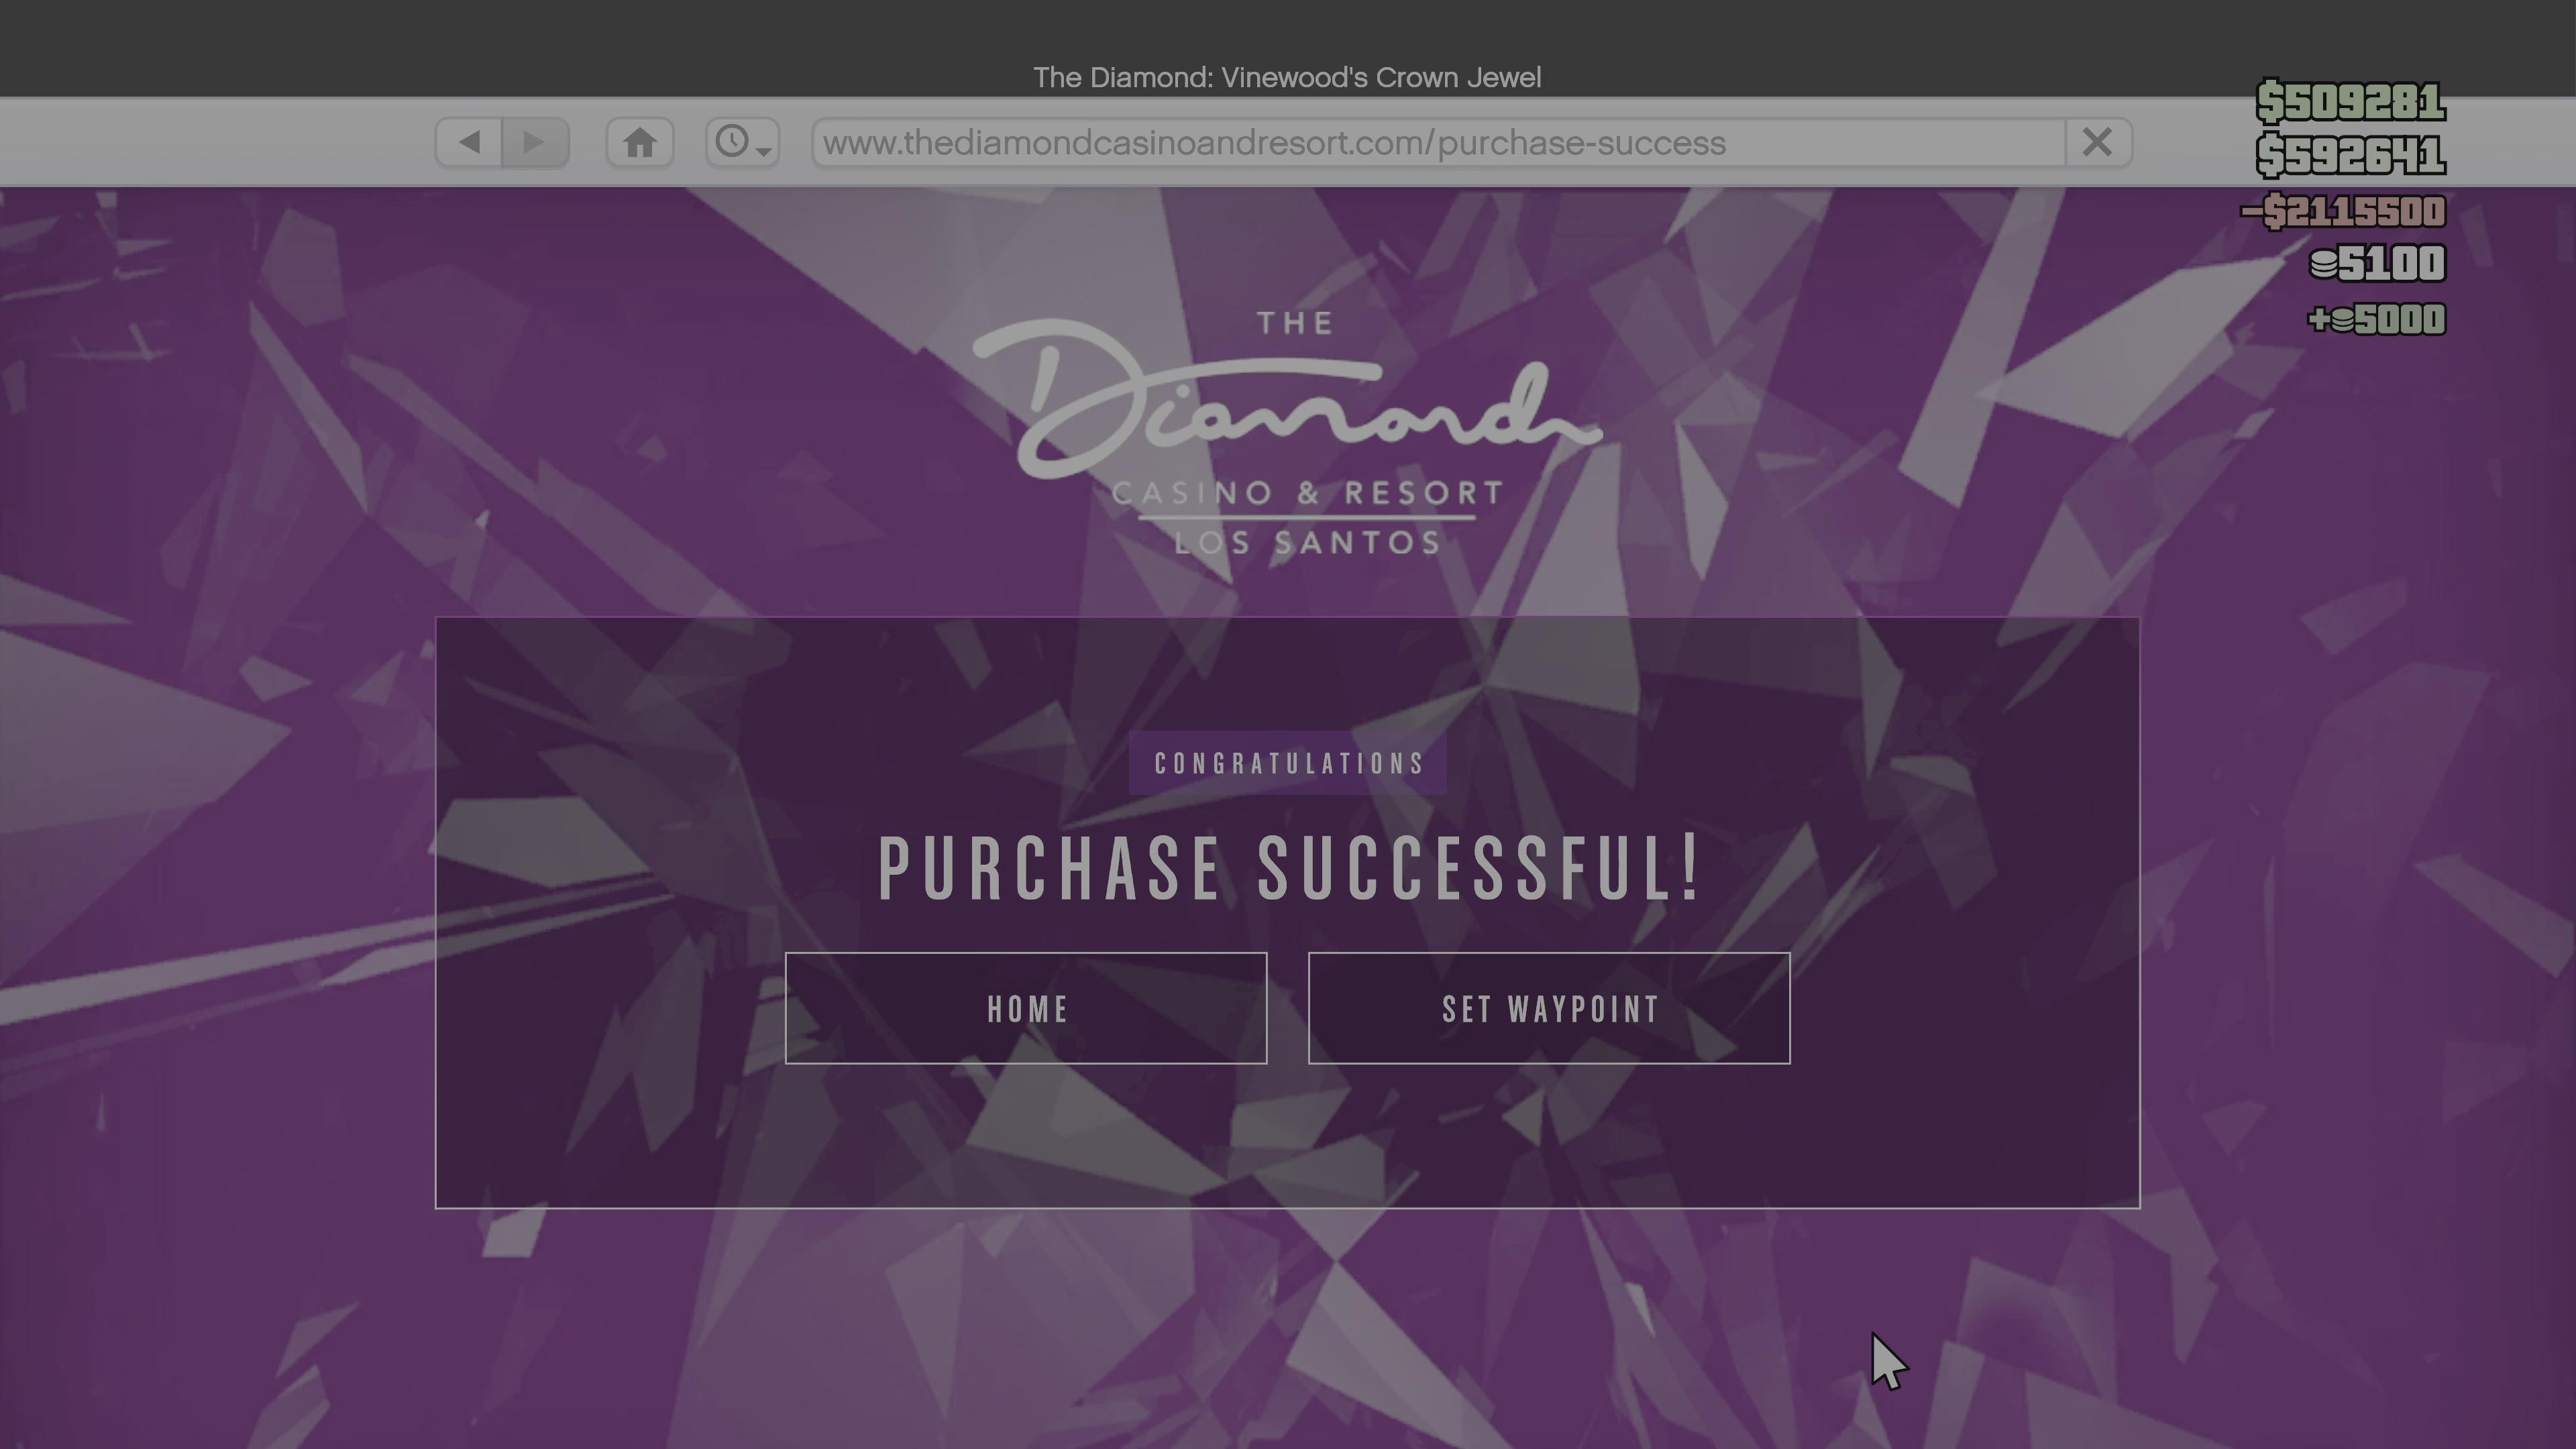 The Diamond: Vinewood's Crown Jewel
www.thediamondcasinoandresort.com/purchase-success
$509281
$592641
-$2115500
5100
+5000
THE
Diamond
CASINO & RESORT
LOS SANTOS
CONGRATULATIONS
PURCHASE SUCCESSFUL!
HOME
SET WAYPOINT